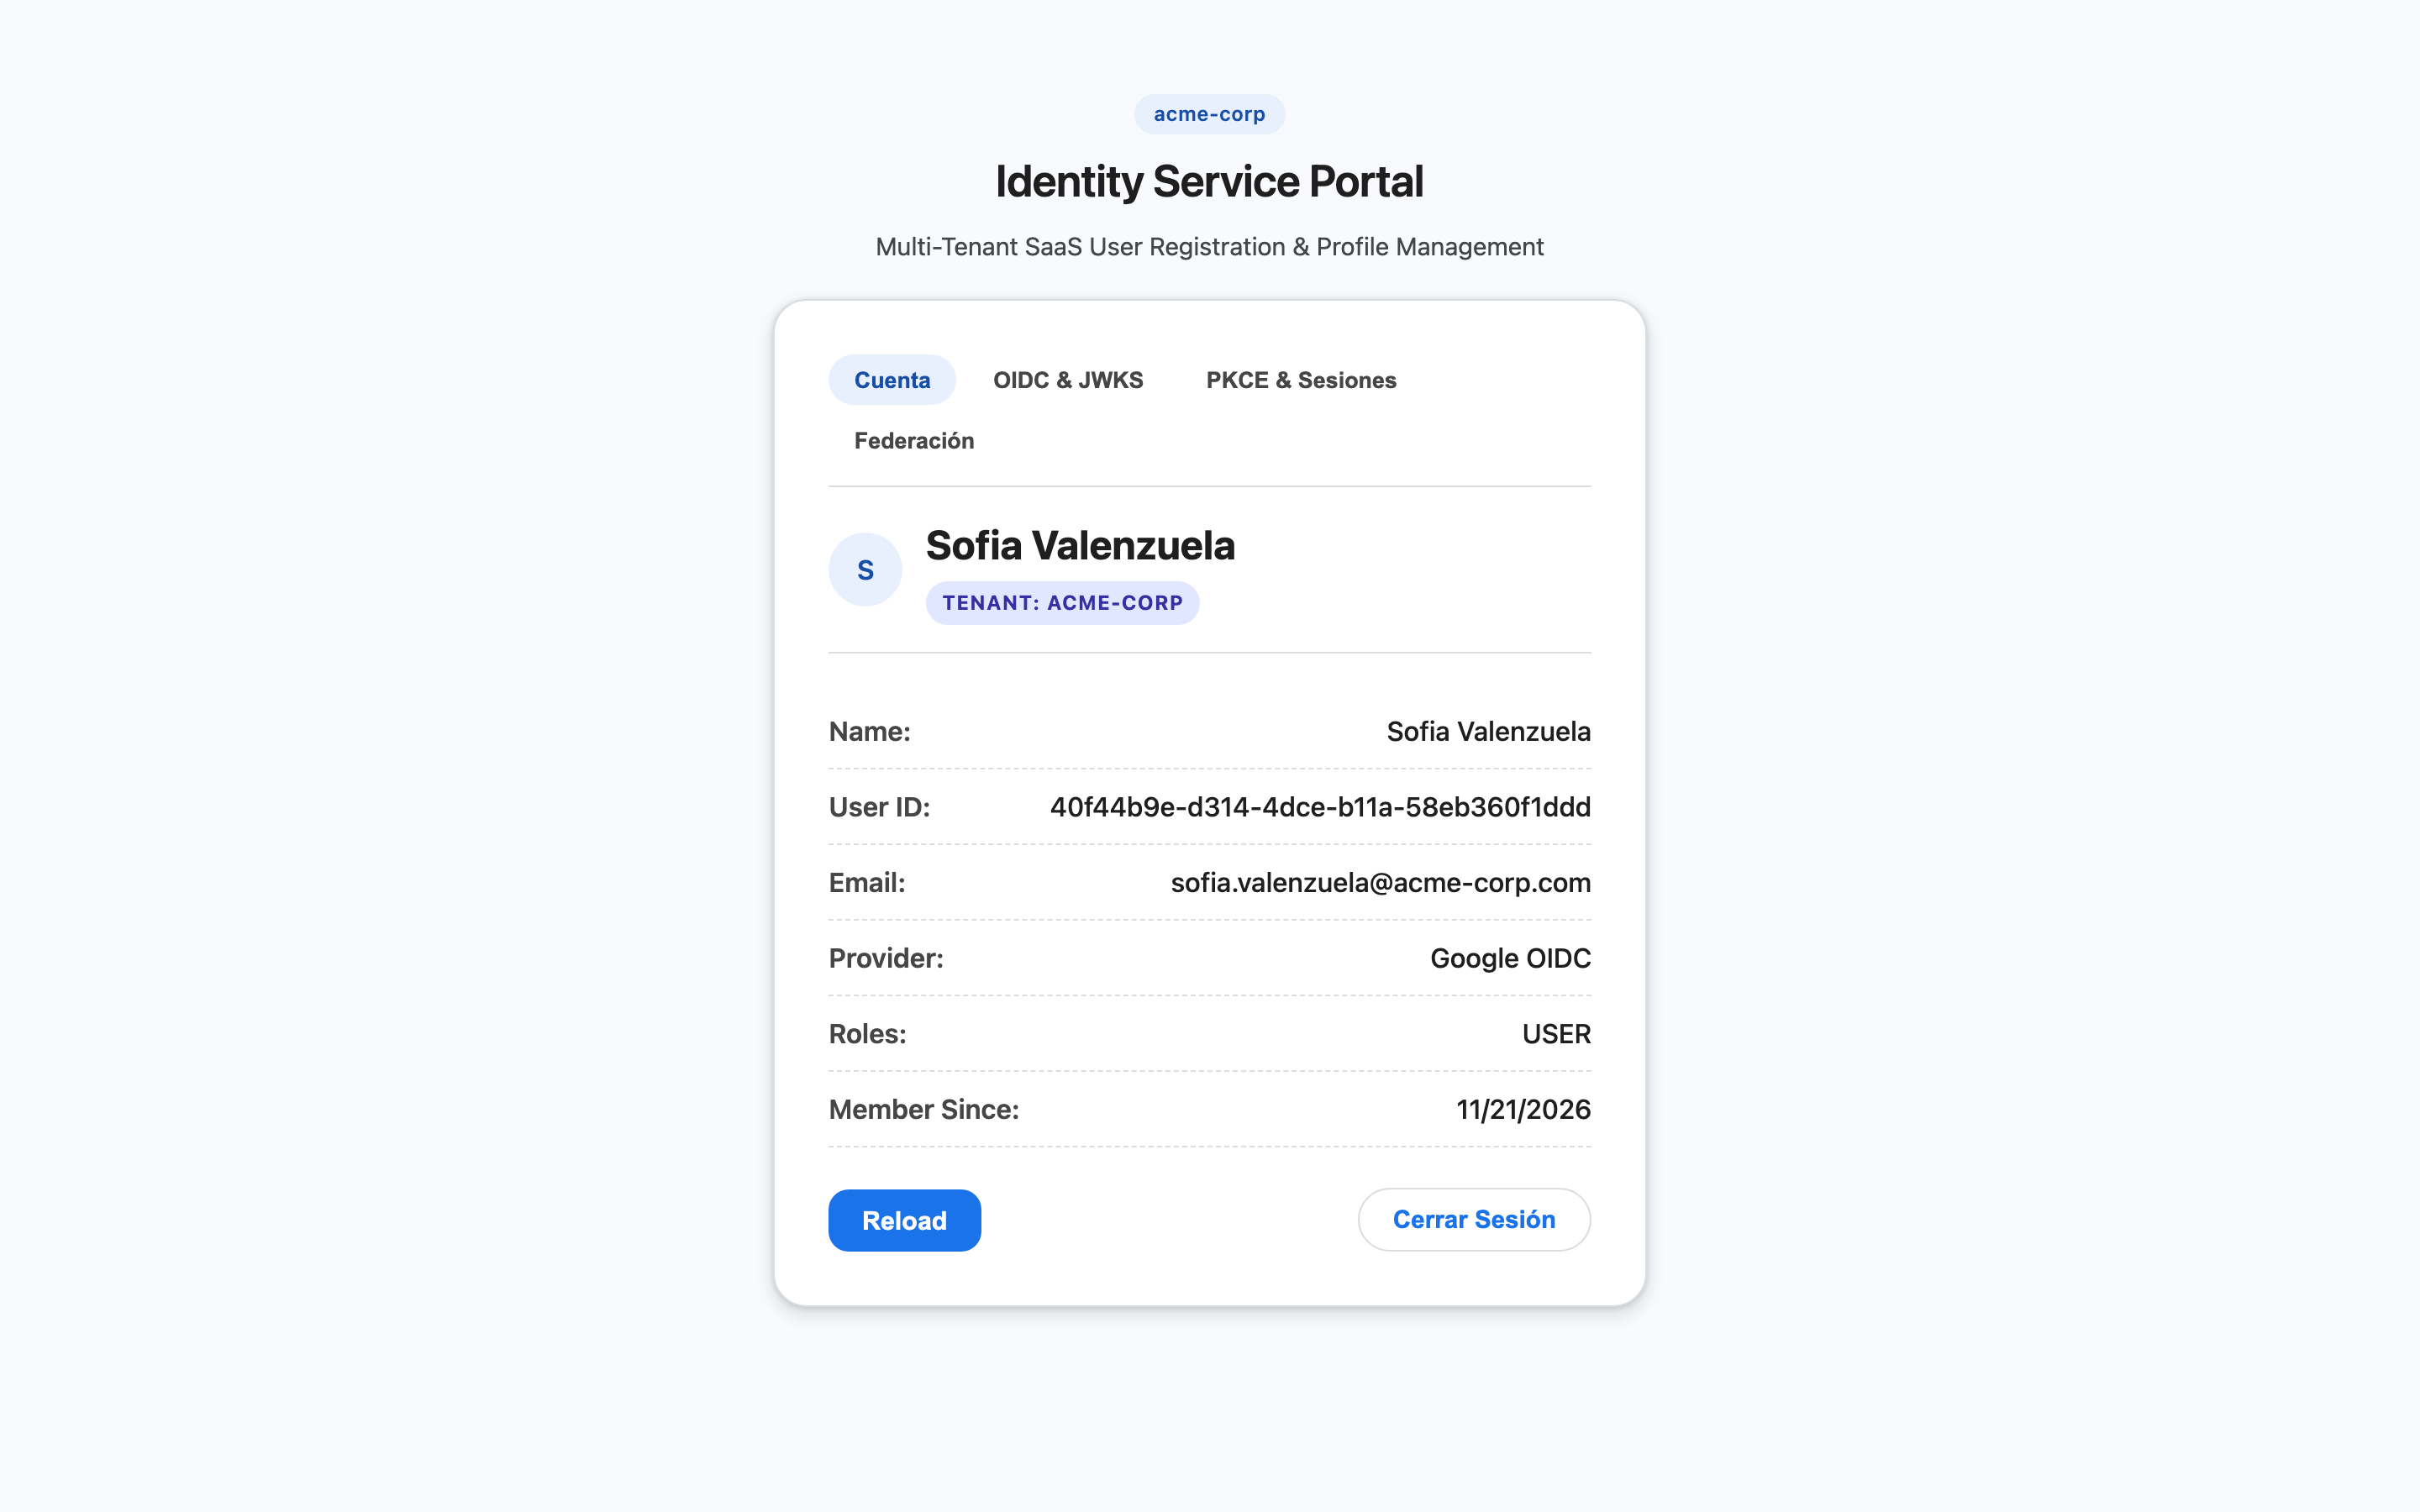 acme-corp
Identity Service Portal
Multi-Tenant SaaS User Registration & Profile Management
Cuenta OIDC & JWKS PKCE & Sesiones
Federación
S
Sofia Valenzuela
TENANT: ACME-CORP
Name: Sofia Valenzuela
User ID: 40f44b9e-d314-4dce-b11a-58eb360f1ddd
Email: sofia.valenzuela@acme-corp.com
Provider: Google OIDC
Roles: USER
Member Since: 11/21/2026
Reload Cerrar Sesión